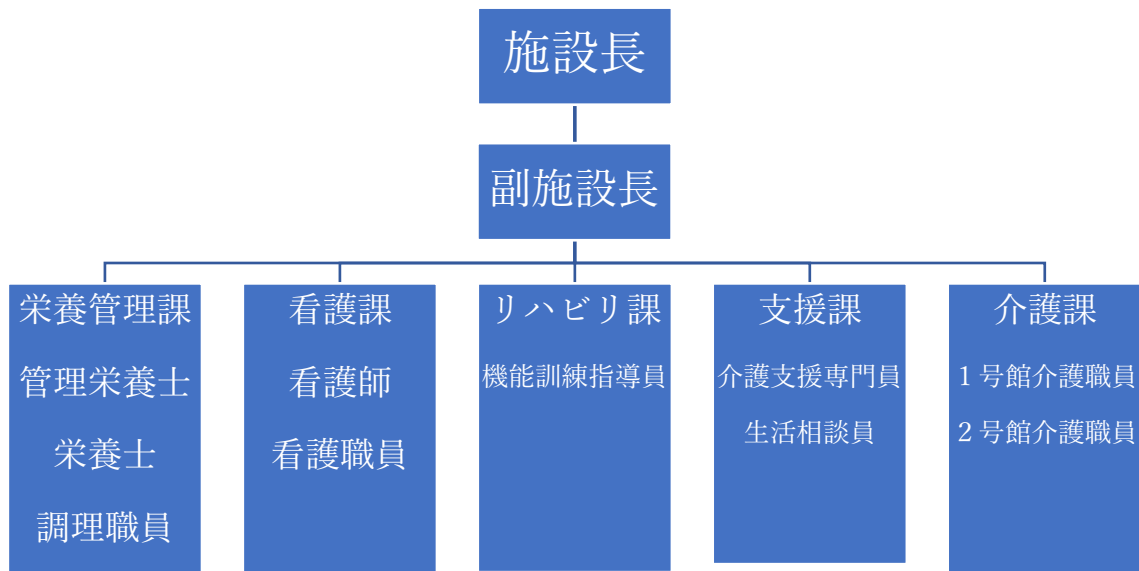 施設長
副施設長
栄養管理課
管理栄養士
栄養士
調理職員
看護課
看護師
看護職員
リハビリ課
機能訓練指導員
支援課
介護支援専門員
生活相談員
介護課
１号館介護職員
２号館介護職員